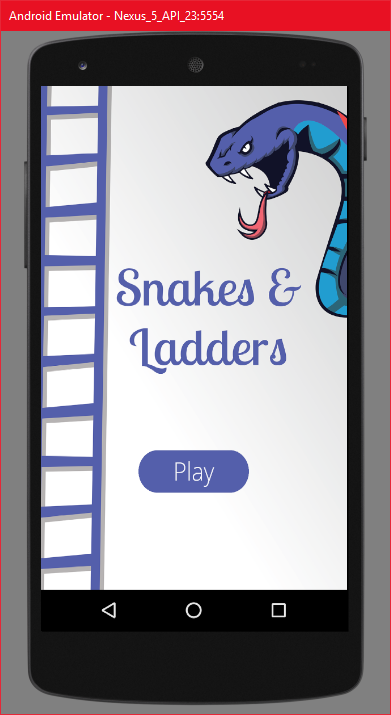 Android Emulator - Nexus_5_API_23:5554
Snakes &
Ladders
Play